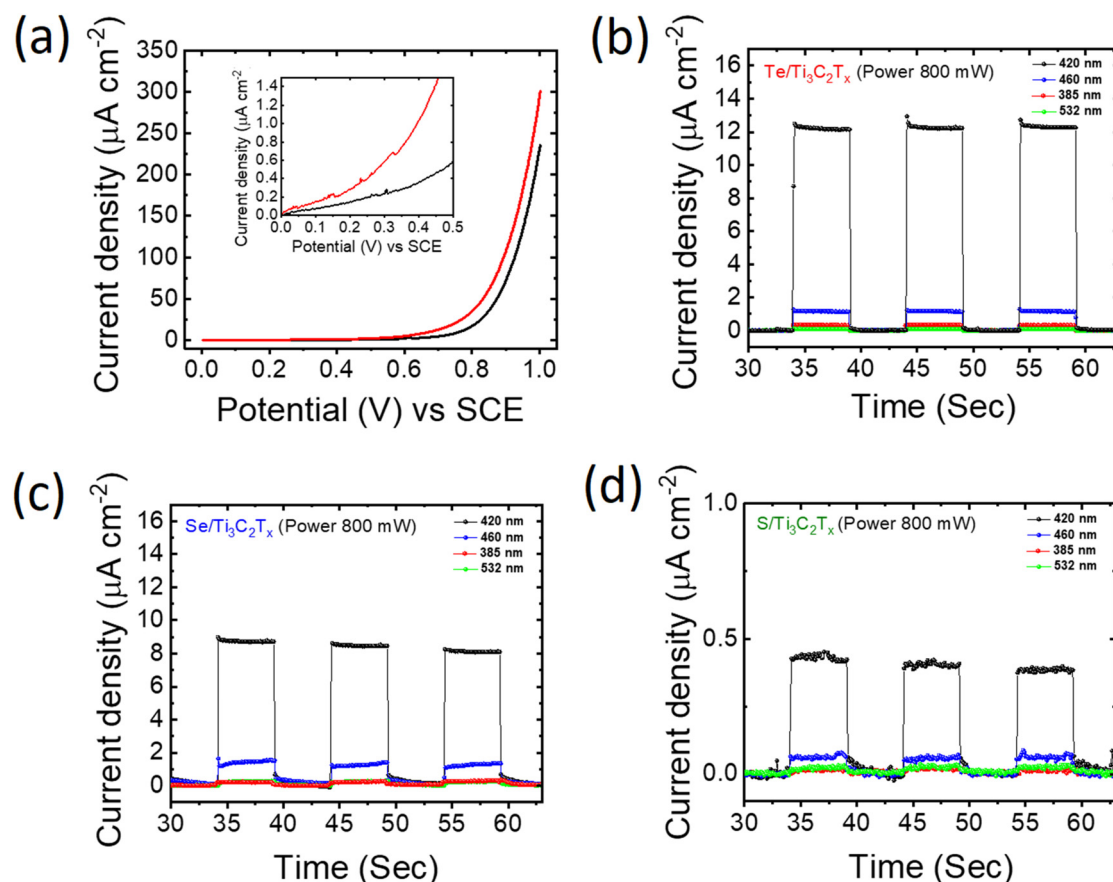 (a)
350
300
250
200
150
100
50
0
Current density (μA cm-2)
0.0 0.2 0.4 0.6 0.8 1.0
Potential (V) vs SCE
1.4
1.2
1.0
0.8
0.6
0.4
0.2
0.0
Current density (μA cm-2)
0.0 0.1 0.2 0.3 0.4 0.5
Potential (V) vs SCE
(b)
Te/Ti3C2Tx (Power 800 mW)
420 nm
460 nm
385 nm
532 nm
16
14
12
10
8
6
4
2
0
Current density (μA cm-2)
30 35 40 45 50 55 60
Time (Sec)
(c)
Se/Ti3C2Tx (Power 800 mW)
420 nm
460 nm
385 nm
532 nm
16
14
12
10
8
6
4
2
0
Current density (μA cm-2)
30 35 40 45 50 55 60
Time (Sec)
(d)
S/Ti3C2Tx (Power 800 mW)
420 nm
460 nm
385 nm
532 nm
1.0
0.5
0.0
Current density (μA cm-2)
30 35 40 45 50 55 60
Time (Sec)